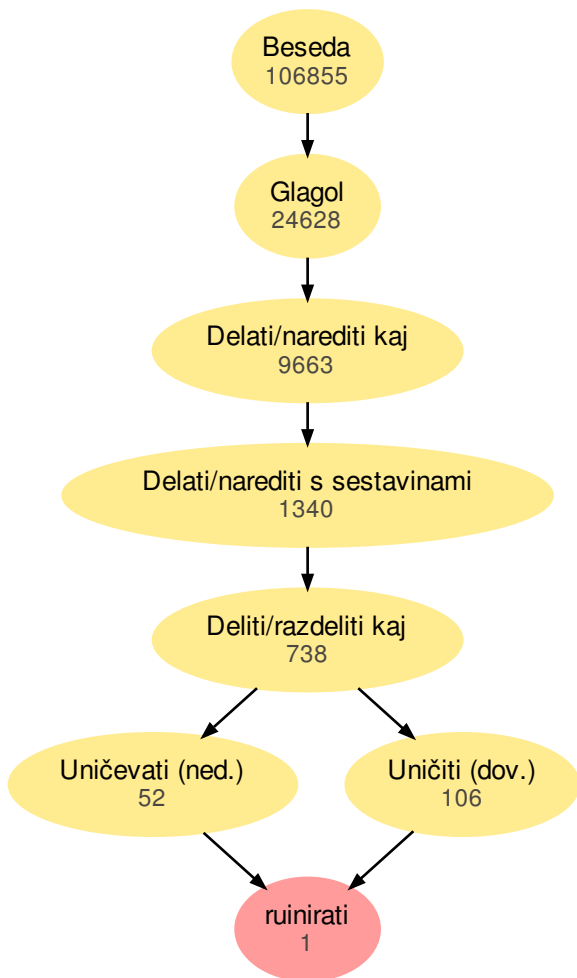 Beseda
106855
Glagol
24628
Delati/narediti kaj
9663
Delati/narediti s sestavinami
1340
Deliti/razdeliti kaj
738
Uničevati (ned.)
52
Uničiti (dov.)
106
ruinirati
1